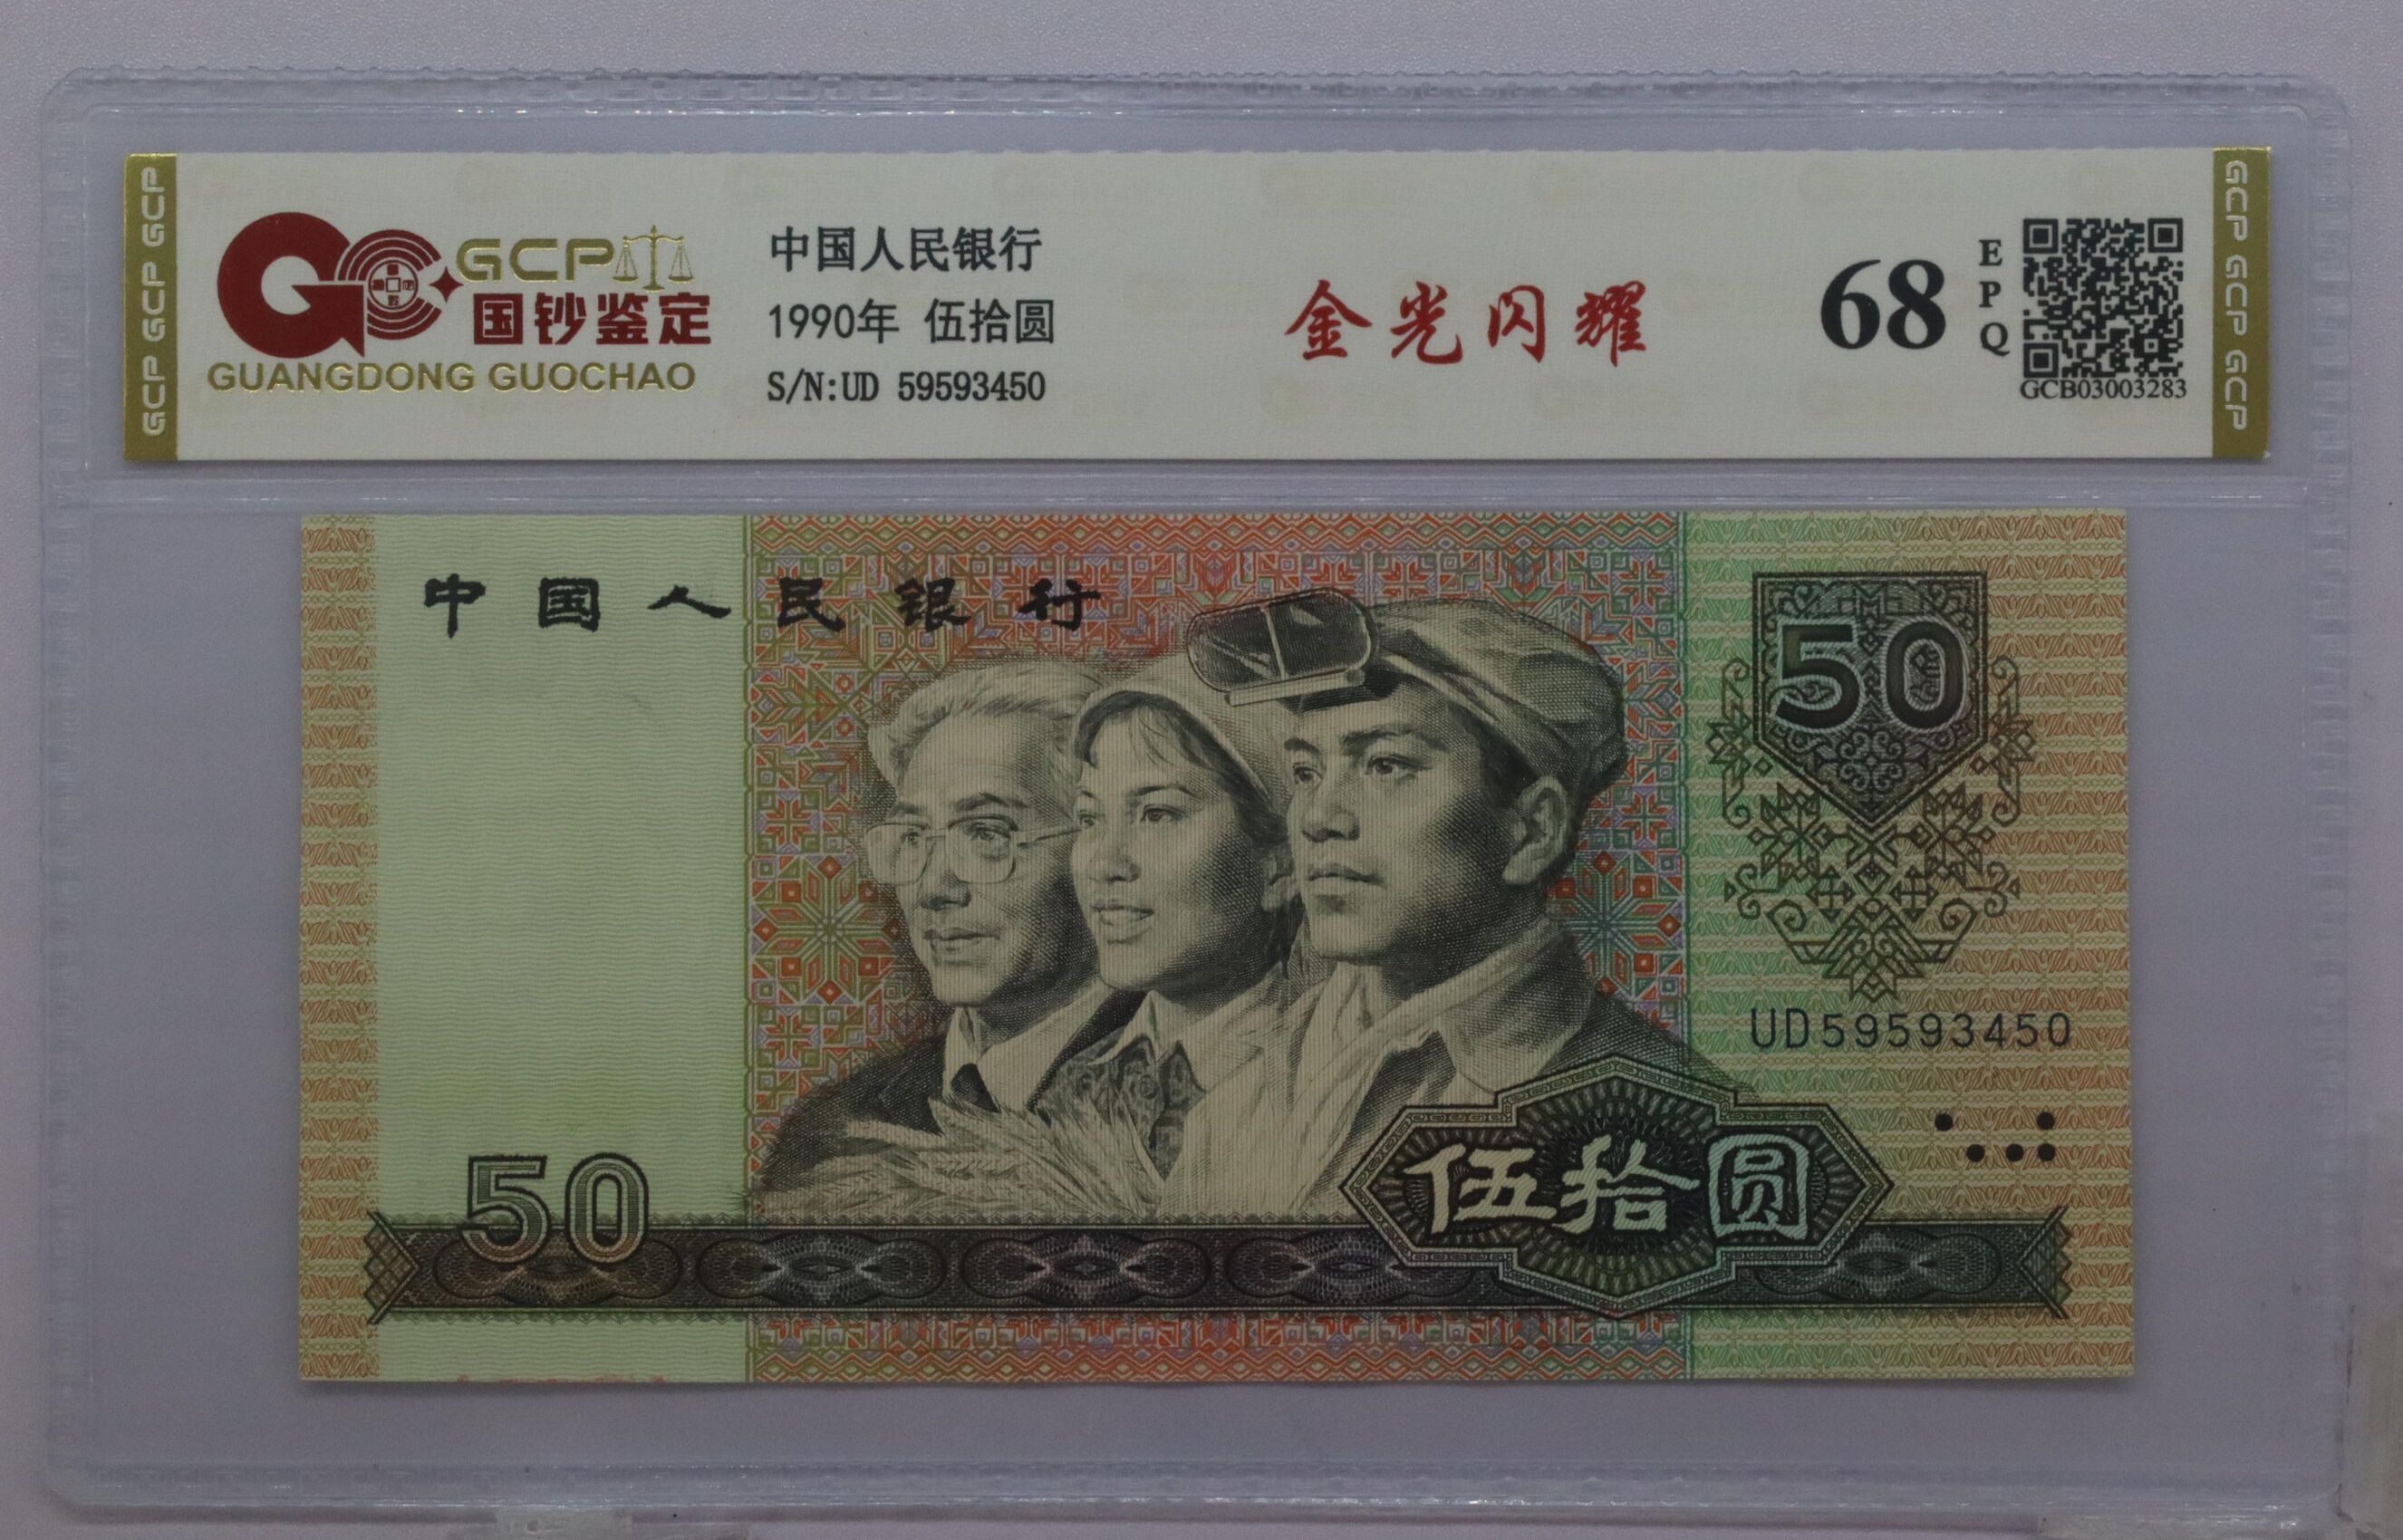 GCP GCP GCP
GCP
国钞鉴定
GUANGDONG GUOCHAO
中国人民银行
1990年 伍拾圆
S/N:UD 59593450
金光闪耀
68
EPQ
GCB03003283
GCP GCP GCP
中国人民银行
50
UD59593450
50
伍拾圆